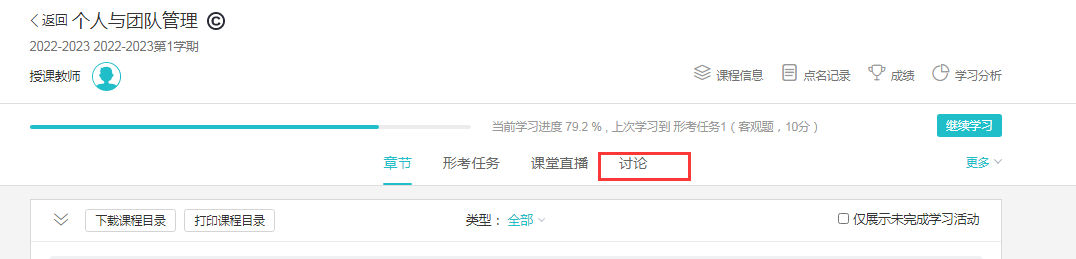 返回 个人与团队管理 ©
2022-2023 2022-2023第1学期
授课教师
课程信息 点名记录 成绩 学习分析
当前学习进度 79.2 % , 上次学习到 形考任务1（客观题，10分）
继续学习
章节 形考任务 课堂直播 讨论 更多
下载课程目录 打印课程目录 类型： 全部 仅展示未完成学习活动